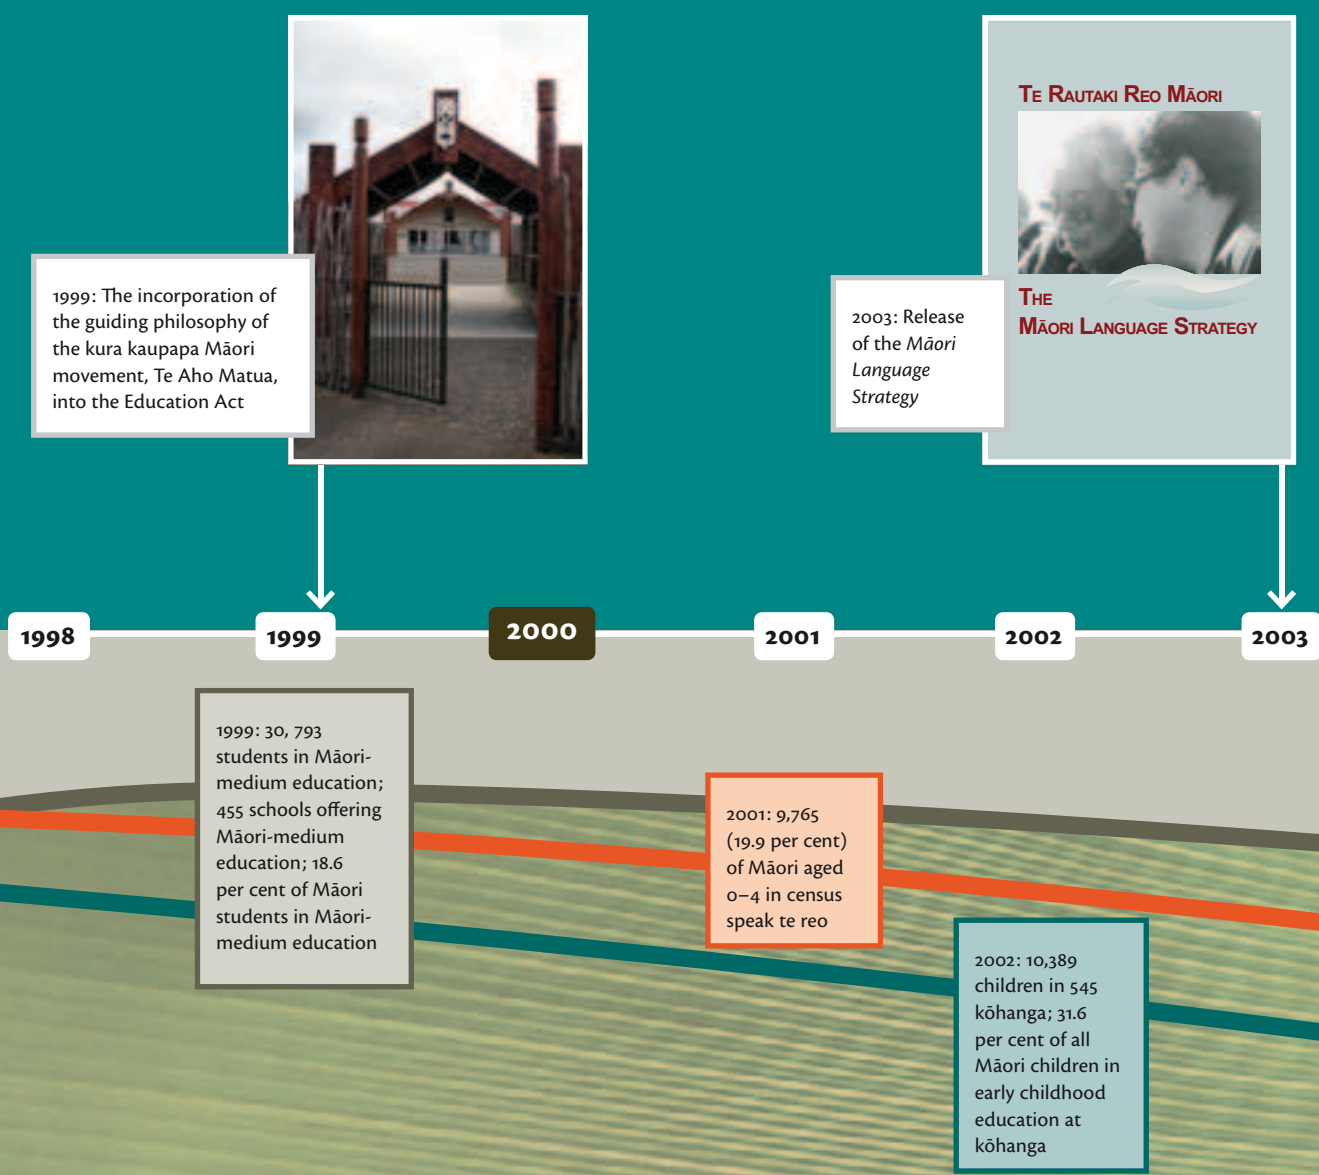 TE RAUTAKI REO MĀORI
THE
MĀORI LANGUAGE STRATEGY
1999: The incorporation of
the guiding philosophy of
the kura kaupapa Māori
movement, Te Aho Matua,
into the Education Act
2003: Release
of the Māori
Language
Strategy
1998
1999
2000
2001
2002
2003
1999: 30, 793
students in Māori-
medium education;
455 schools offering
Māori-medium
education; 18.6
per cent of Māori
students in Māori-
medium education
2001: 9,765
(19.9 per cent)
of Māori aged
0–4 in census
speak te reo
2002: 10,389
children in 545
kōhanga; 31.6
per cent of all
Māori children in
early childhood
education at
kōhanga